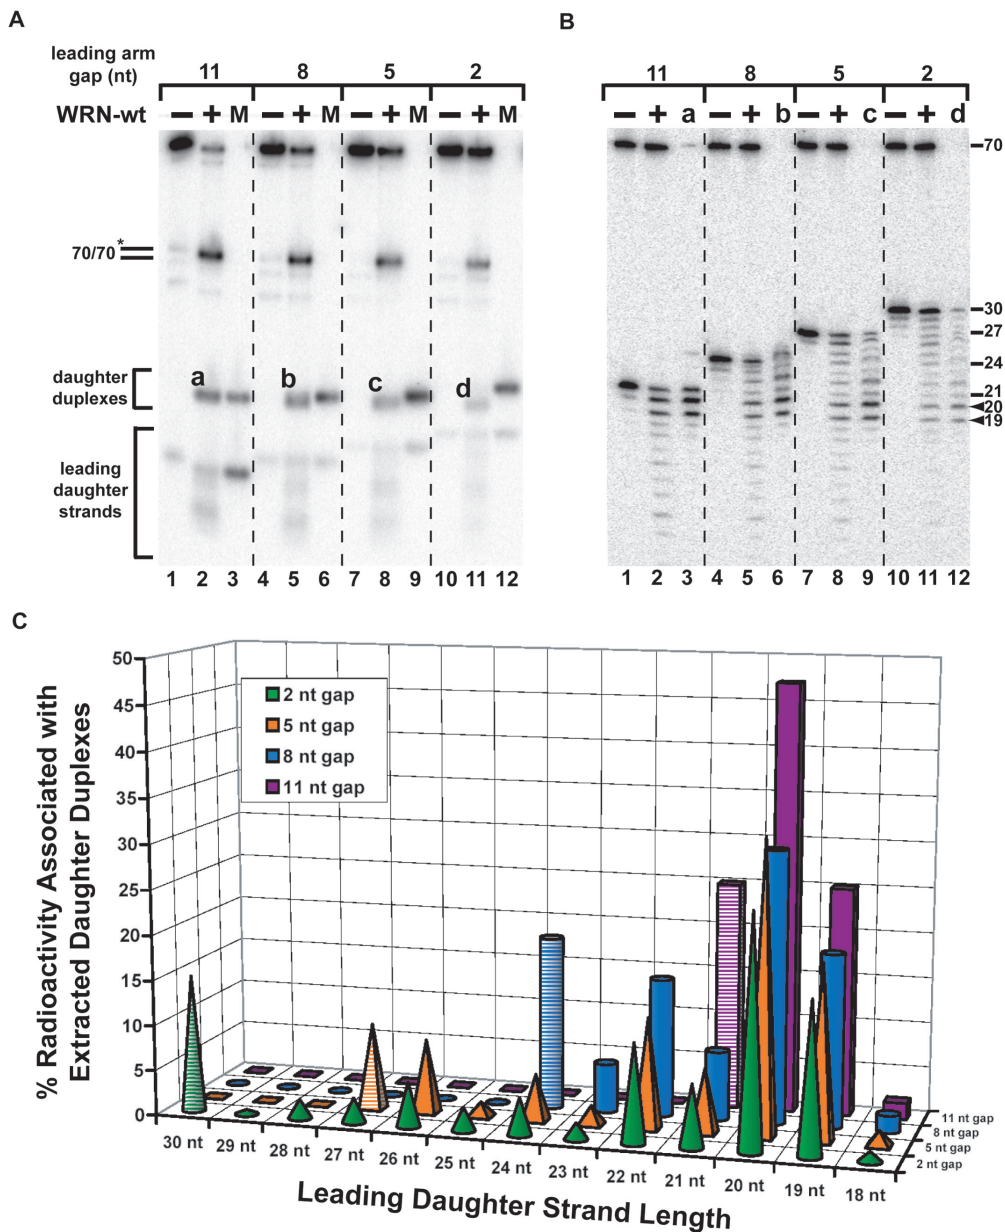 A
leading arm
gap (nt)
11 8 5 2
WRN-wt
− + M − + M − + M − + M
*
70/70
daughter
duplexes
a b c d
leading
daughter
strands
1 2 3 4 5 6 7 8 9 10 11 12
B
11 8 5 2
− + a − + b − + c − + d
70
30
27
24
21
20
19
1 2 3 4 5 6 7 8 9 10 11 12
C
% Radioactivity Associated with
Extracted Daughter Duplexes
50
45
40
35
30
25
20
15
10
5
0
2 nt gap
5 nt gap
8 nt gap
11 nt gap
30 nt 29 nt 28 nt 27 nt 26 nt 25 nt 24 nt 23 nt 22 nt 21 nt 20 nt 19 nt 18 nt
11 nt gap
8 nt gap
5 nt gap
2 nt gap
Leading Daughter Strand Length